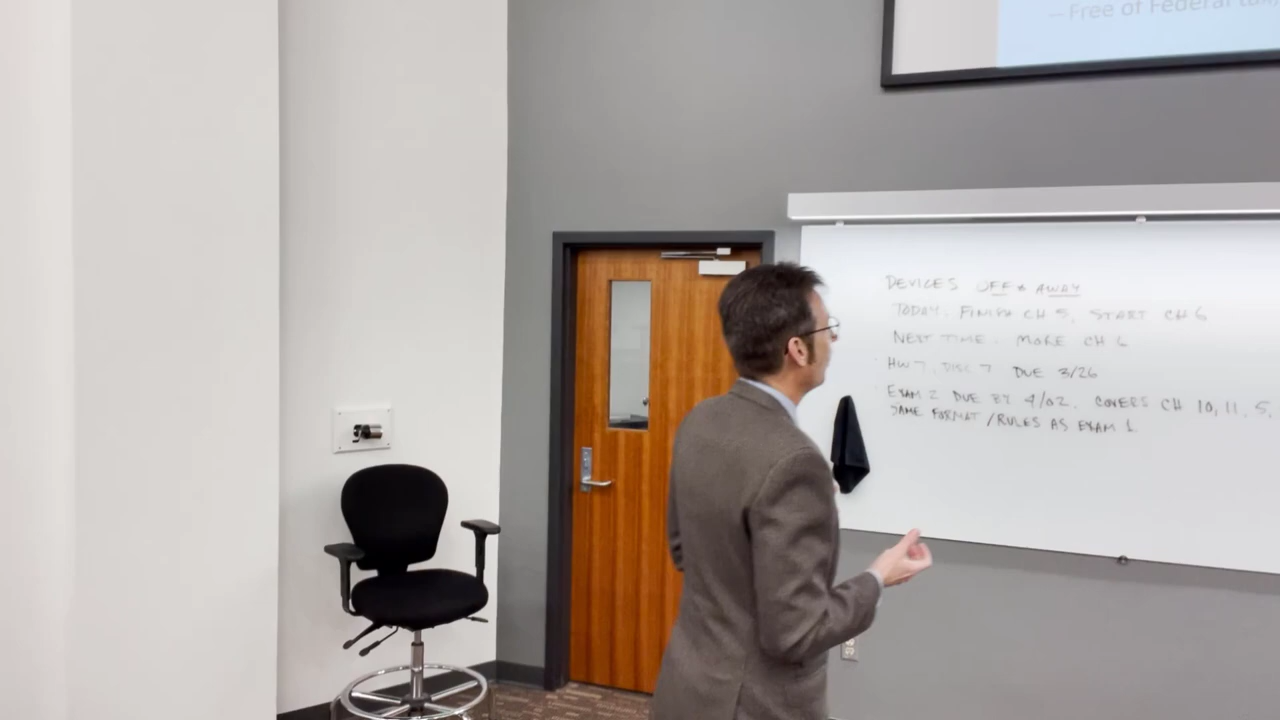 – Free of Federal
DEVICES OFF & AWAY
TODAY: FINISH CH 5, START CH 6
NEXT TIME: MORE CH 6
HW 7, DISC 7 DUE 3/26
EXAM 2 DUE BY 4/02, COVERS CH 10, 11, 5,
SAME FORMAT/RULES AS EXAM 1